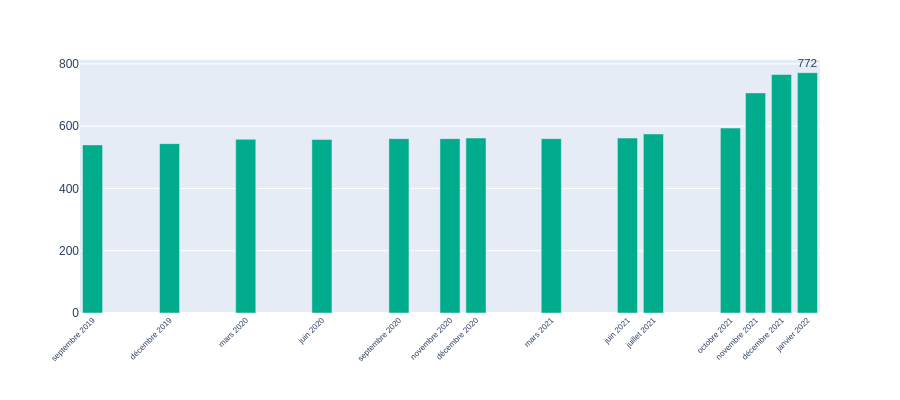 800
600
400
200
0
772
septembre 2019
décembre 2019
mars 2020
juin 2020
septembre 2020
novembre 2020
décembre 2020
mars 2021
juin 2021
juillet 2021
octobre 2021
novembre 2021
décembre 2021
janvier 2022